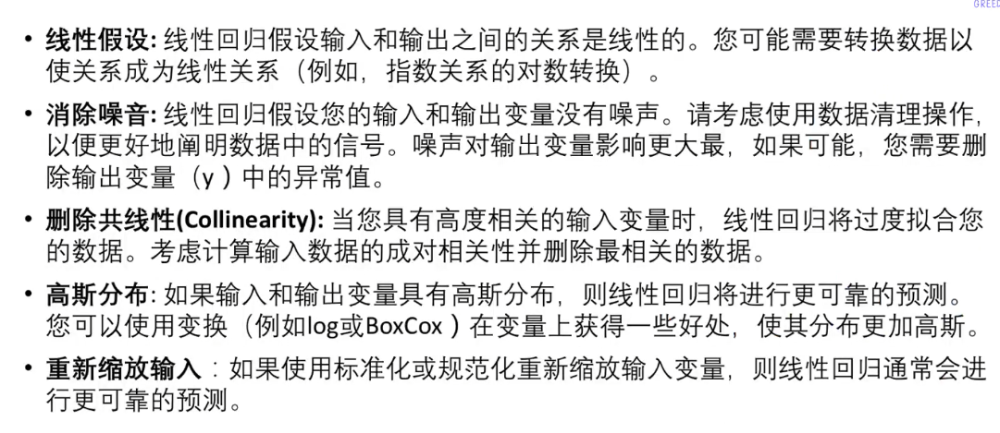 GREED
• 线性假设: 线性回归假设输入和输出之间的关系是线性的。您可能需要转换数据以
使关系成为线性关系（例如，指数关系的对数转换）。
• 消除噪音: 线性回归假设您的输入和输出变量没有噪声。请考虑使用数据清理操作，
以便更好地阐明数据中的信号。噪声对输出变量影响更大最，如果可能，您需要删
除输出变量（y）中的异常值。
• 删除共线性(Collinearity): 当您具有高度相关的输入变量时，线性回归将过度拟合您
的数据。考虑计算输入数据的成对相关性并删除最相关的数据。
• 高斯分布: 如果输入和输出变量具有高斯分布，则线性回归将进行更可靠的预测。
您可以使用变换（例如log或BoxCox）在变量上获得一些好处，使其分布更加高斯。
• 重新缩放输入：如果使用标准化或规范化重新缩放输入变量，则线性回归通常会进
行更可靠的预测。